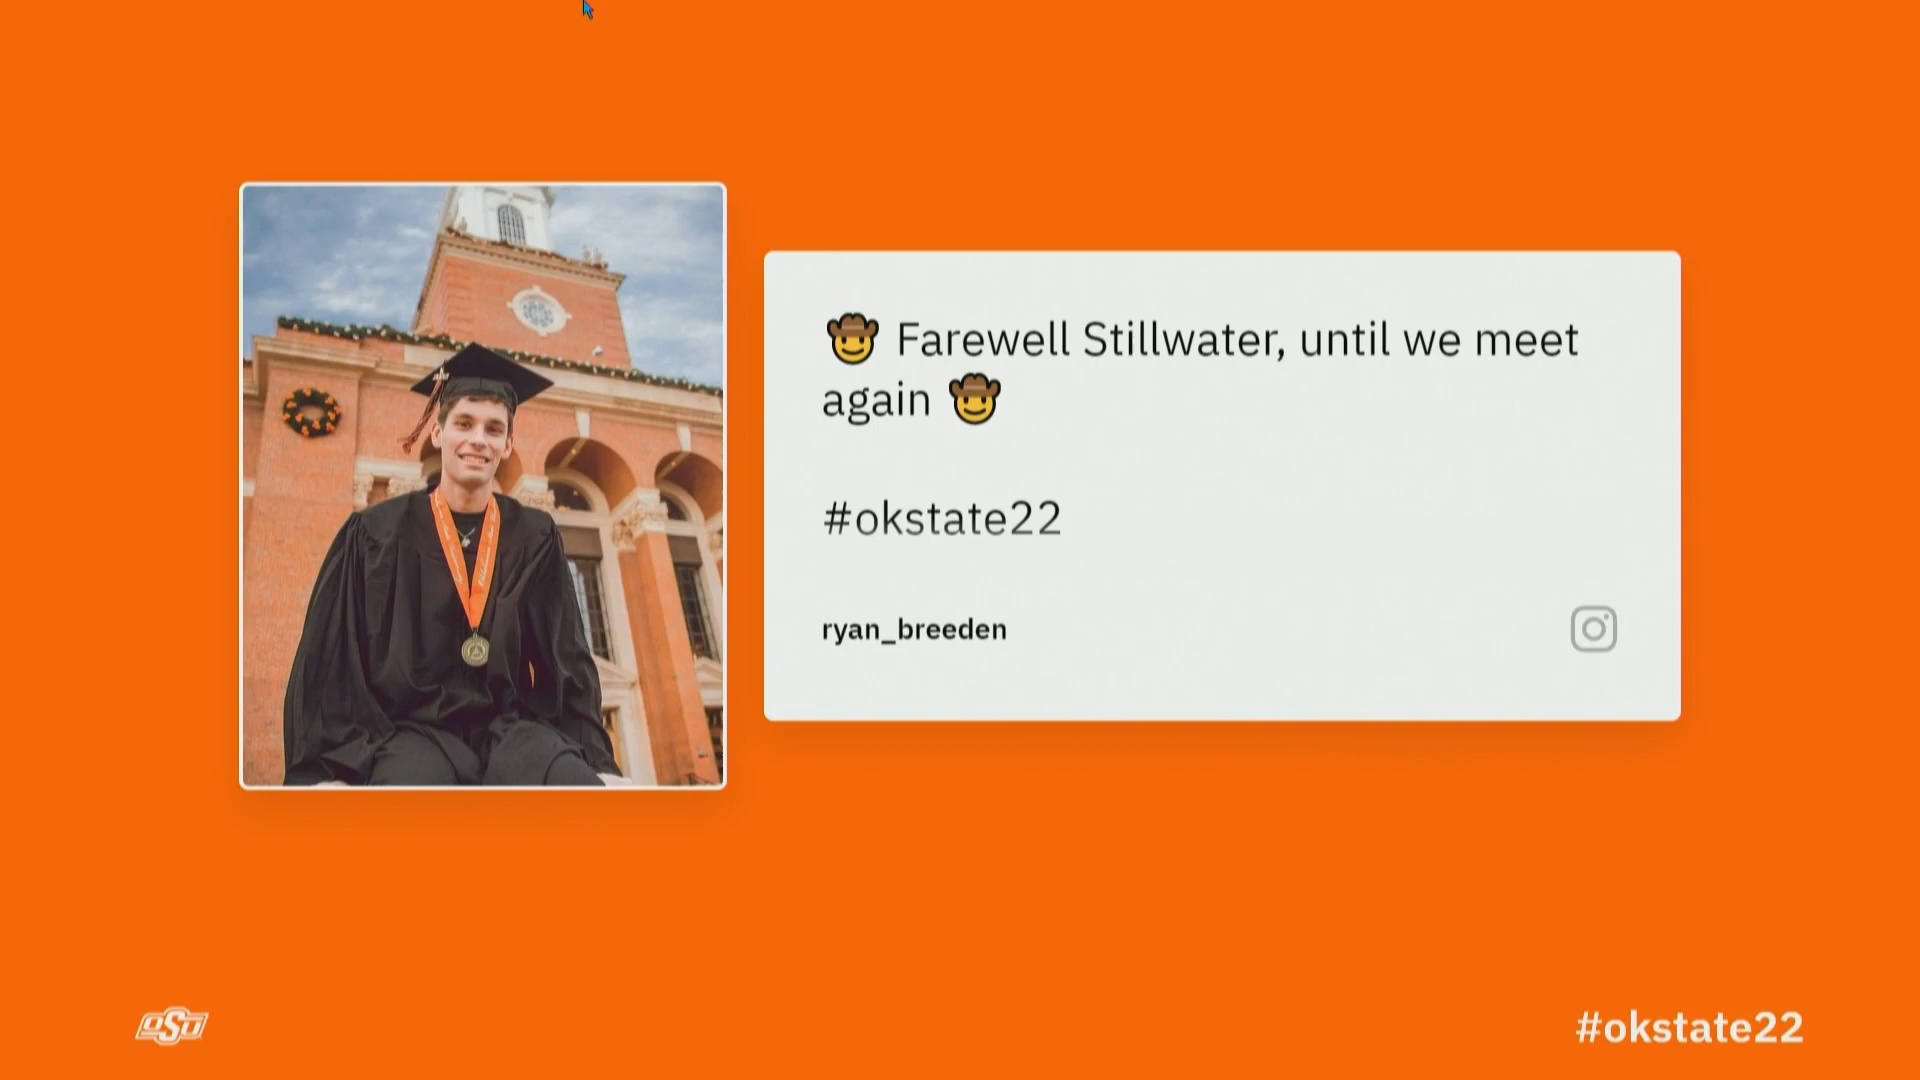 🤠 Farewell Stillwater, until we meet
again 🤠
#okstate22
ryan_breeden
OSU
#okstate22